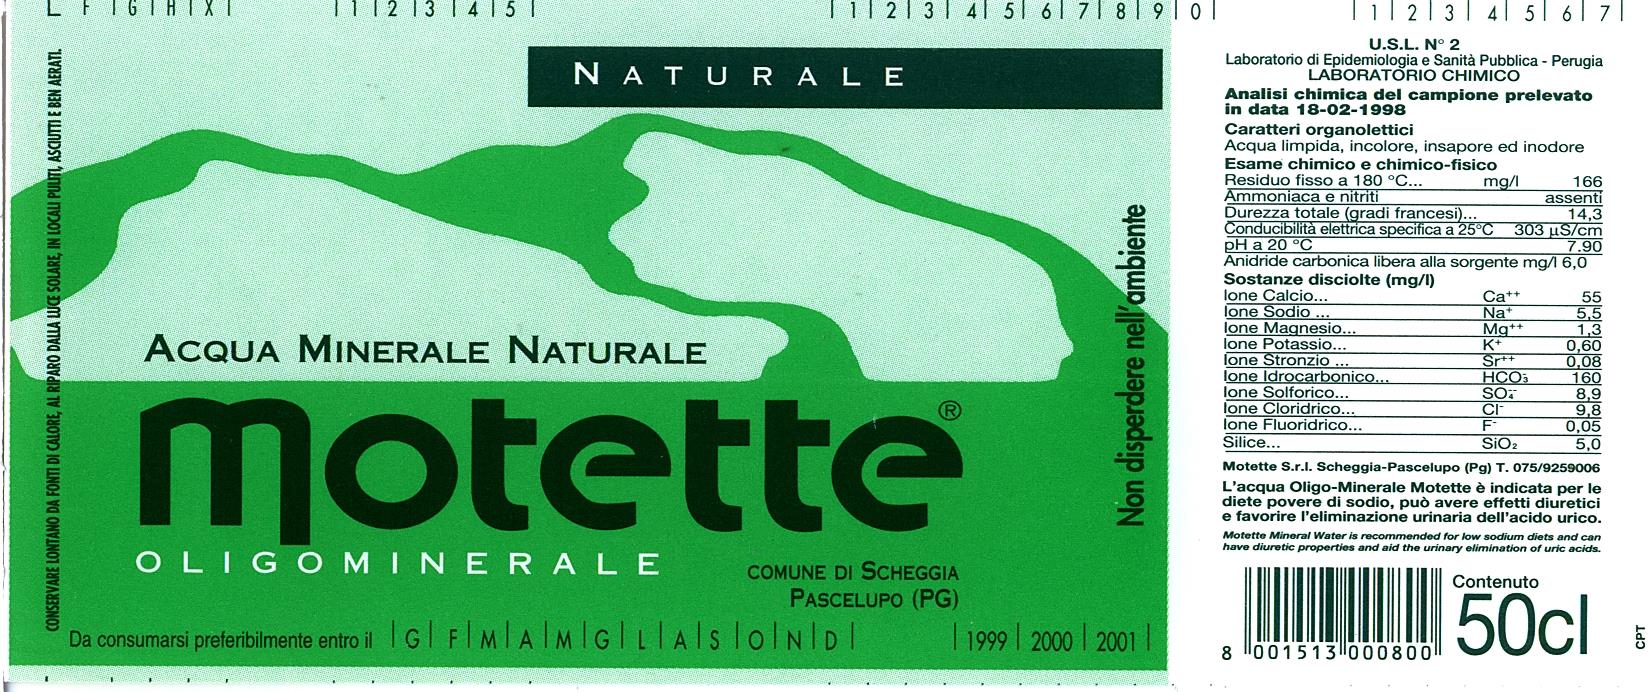 L F | G | H | X |
| 1 | 2 | 3 | 4 | 5 |
| 1 | 2 | 3 | 4 | 5 | 6 | 7 | 8 | 9 | 0 |
| 1 | 2 | 3 | 4 | 5 | 6 | 7 |
CONSERVARE LONTANO DA FONTI DI CALORE, AL RIPARO DALLA LUCE SOLARE, IN LOCALI PULITI, ASCIUTTI E BEN AERATI.
NATURALE
ACQUA MINERALE NATURALE
motette®
OLIGOMINERALE
COMUNE DI SCHEGGIA
PASCELUPO (PG)
Non disperdere nell'ambiente
Da consumarsi preferibilmente entro il | G | F | M | A | M | G | L | A | S | O | N | D | | 1999 | 2000 | 2001 |
U.S.L. N° 2
Laboratorio di Epidemiologia e Sanità Pubblica - Perugia
LABORATORIO CHIMICO
Analisi chimica del campione prelevato
in data 18-02-1998
Caratteri organolettici
Acqua limpida, incolore, insapore ed inodore
Esame chimico e chimico-fisico
Residuo fisso a 180 °C... mg/l 166
Ammoniaca e nitriti assenti
Durezza totale (gradi francesi)... 14,3
Conducibilità elettrica specifica a 25°C 303 µS/cm
pH a 20 °C 7.90
Anidride carbonica libera alla sorgente mg/l 6,0
Sostanze disciolte (mg/l)
Ione Calcio... Ca⁺⁺ 55
Ione Sodio ... Na⁺ 5,5
Ione Magnesio... Mg⁺⁺ 1,3
Ione Potassio... K⁺ 0,60
Ione Stronzio ... Sr⁺⁺ 0,08
Ione Idrocarbonico... HCO₃ 160
Ione Solforico... SO₄⁻⁻ 8,9
Ione Cloridrico... Cl⁻ 9,8
Ione Fluoridrico... F⁻ 0,05
Silice... SiO₂ 5,0
Motette S.r.l. Scheggia-Pascelupo (Pg) T. 075/9259006
L'acqua Oligo-Minerale Motette è indicata per le
diete povere di sodio, può avere effetti diuretici
e favorire l'eliminazione urinaria dell'acido urico.
Motette Mineral Water is recommended for low sodium diets and can
have diuretic properties and aid the urinary elimination of uric acids.
8 001513 000800
Contenuto
50cl
CPT